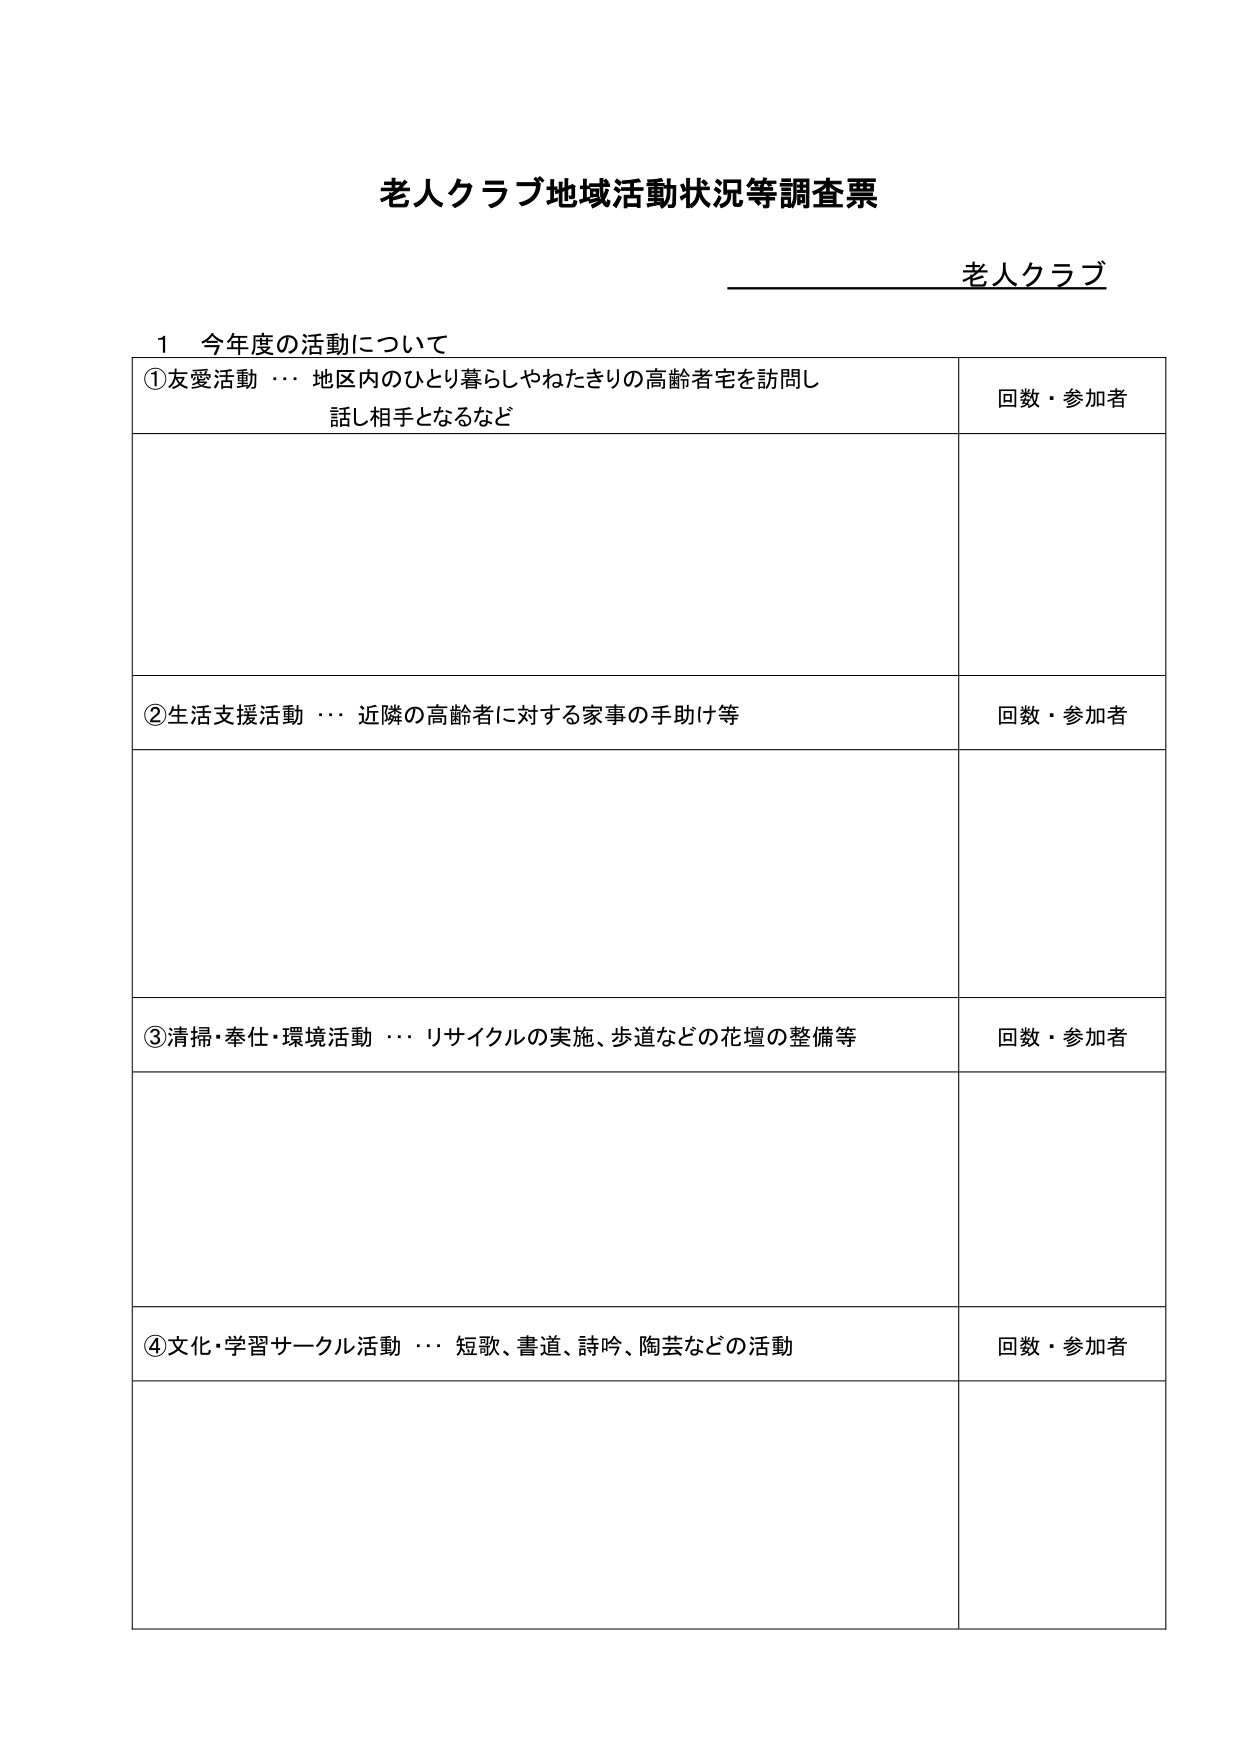 老人クラブ地域活動状況等調査票
老人クラブ
1　今年度の活動について
①友愛活動 … 地区内のひとり暮らしやねたきりの高齢者宅を訪問し
話し相手となるなど
回数・参加者
②生活支援活動 … 近隣の高齢者に対する家事の手助け等
回数・参加者
③清掃・奉仕・環境活動 … リサイクルの実施、歩道などの花壇の整備等
回数・参加者
④文化・学習サークル活動 … 短歌、書道、詩吟、陶芸などの活動
回数・参加者